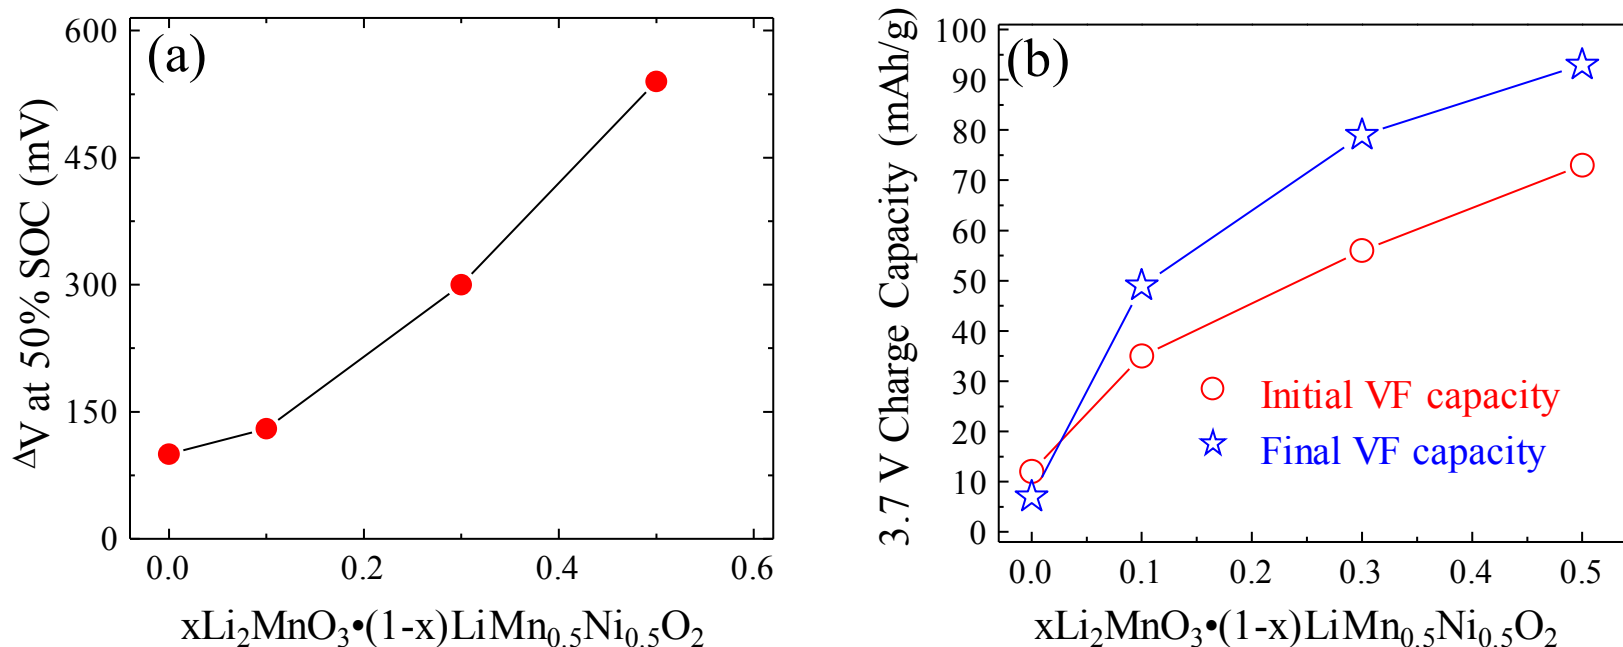 (a)
600
450
300
150
0
0.0 0.2 0.4 0.6
ΔV at 50% SOC (mV)
xLi₂MnO₃•(1-x)LiMn₀.₅Ni₀.₅O₂
(b)
100
90
80
70
60
50
40
30
20
10
0
0.0 0.1 0.2 0.3 0.4 0.5
3.7 V Charge Capacity (mAh/g)
Initial VF capacity
Final VF capacity
xLi₂MnO₃•(1-x)LiMn₀.₅Ni₀.₅O₂